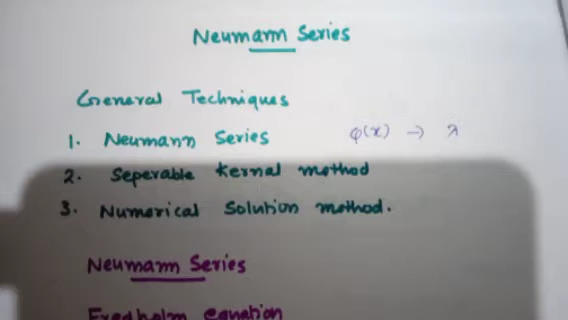 Neumann Series
General Techniques
1. Neumann Series φ(x) → λ
2. Seperable Kernal method
3. Numerical Solution method.
Neumann Series
Fredholm equation